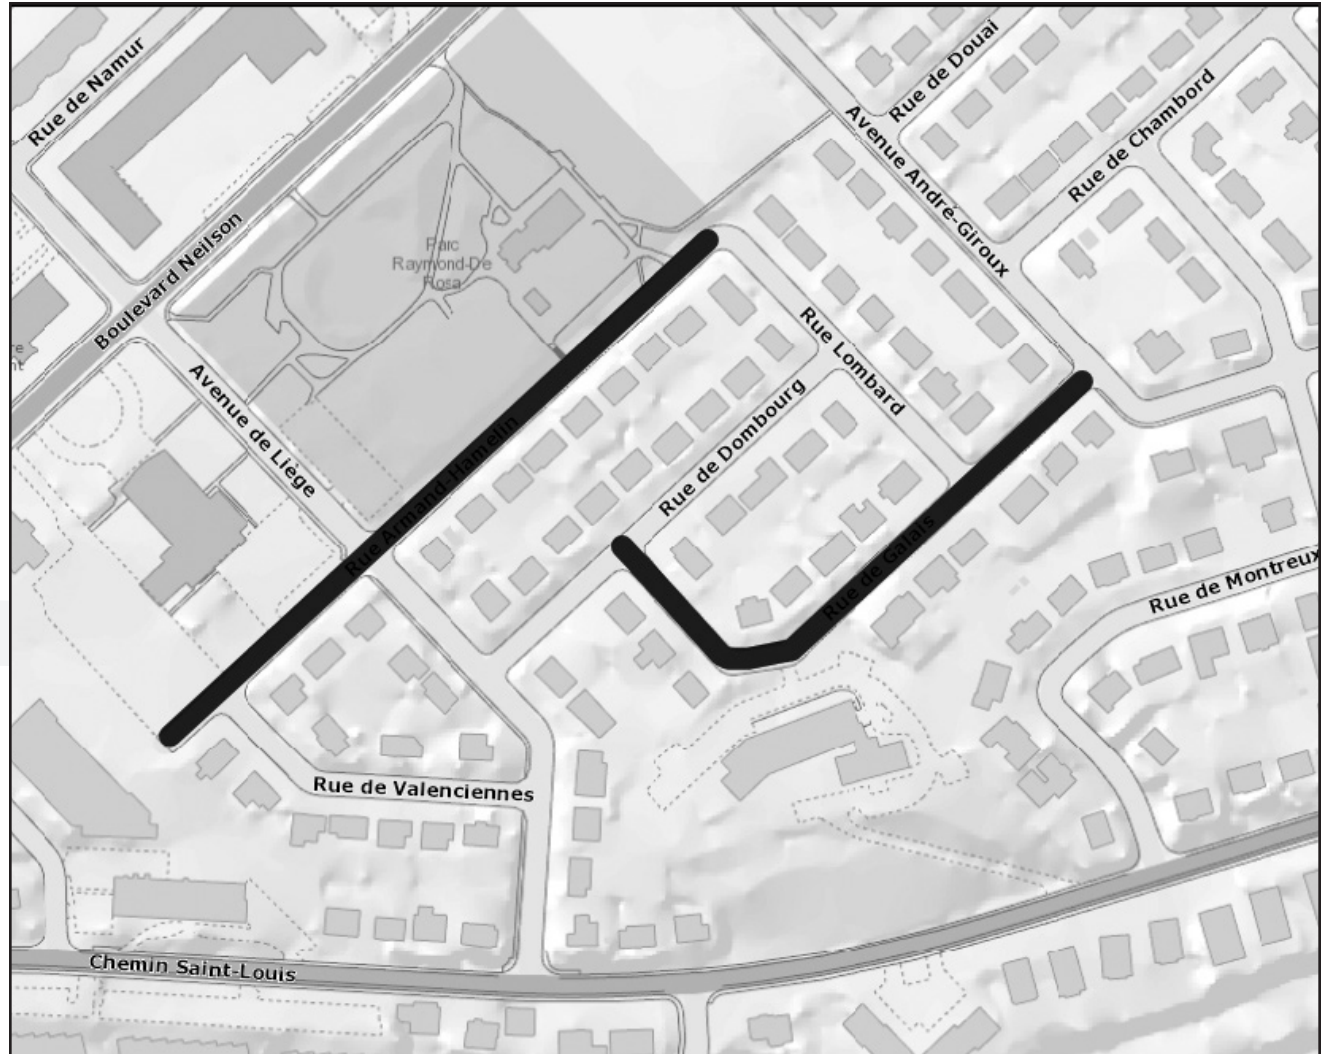 Rue de Namur
Rue de Douai
Rue de Chambord
Avenue André-Giroux
Boulevard Neilson
Parc
Raymond-De
Rosa
Rue Lombard
Avenue de Liège
Rue Armand-Hamelin
Rue de Dombourg
Rue de Galais
Rue de Montreux
Rue de Valenciennes
Chemin Saint-Louis